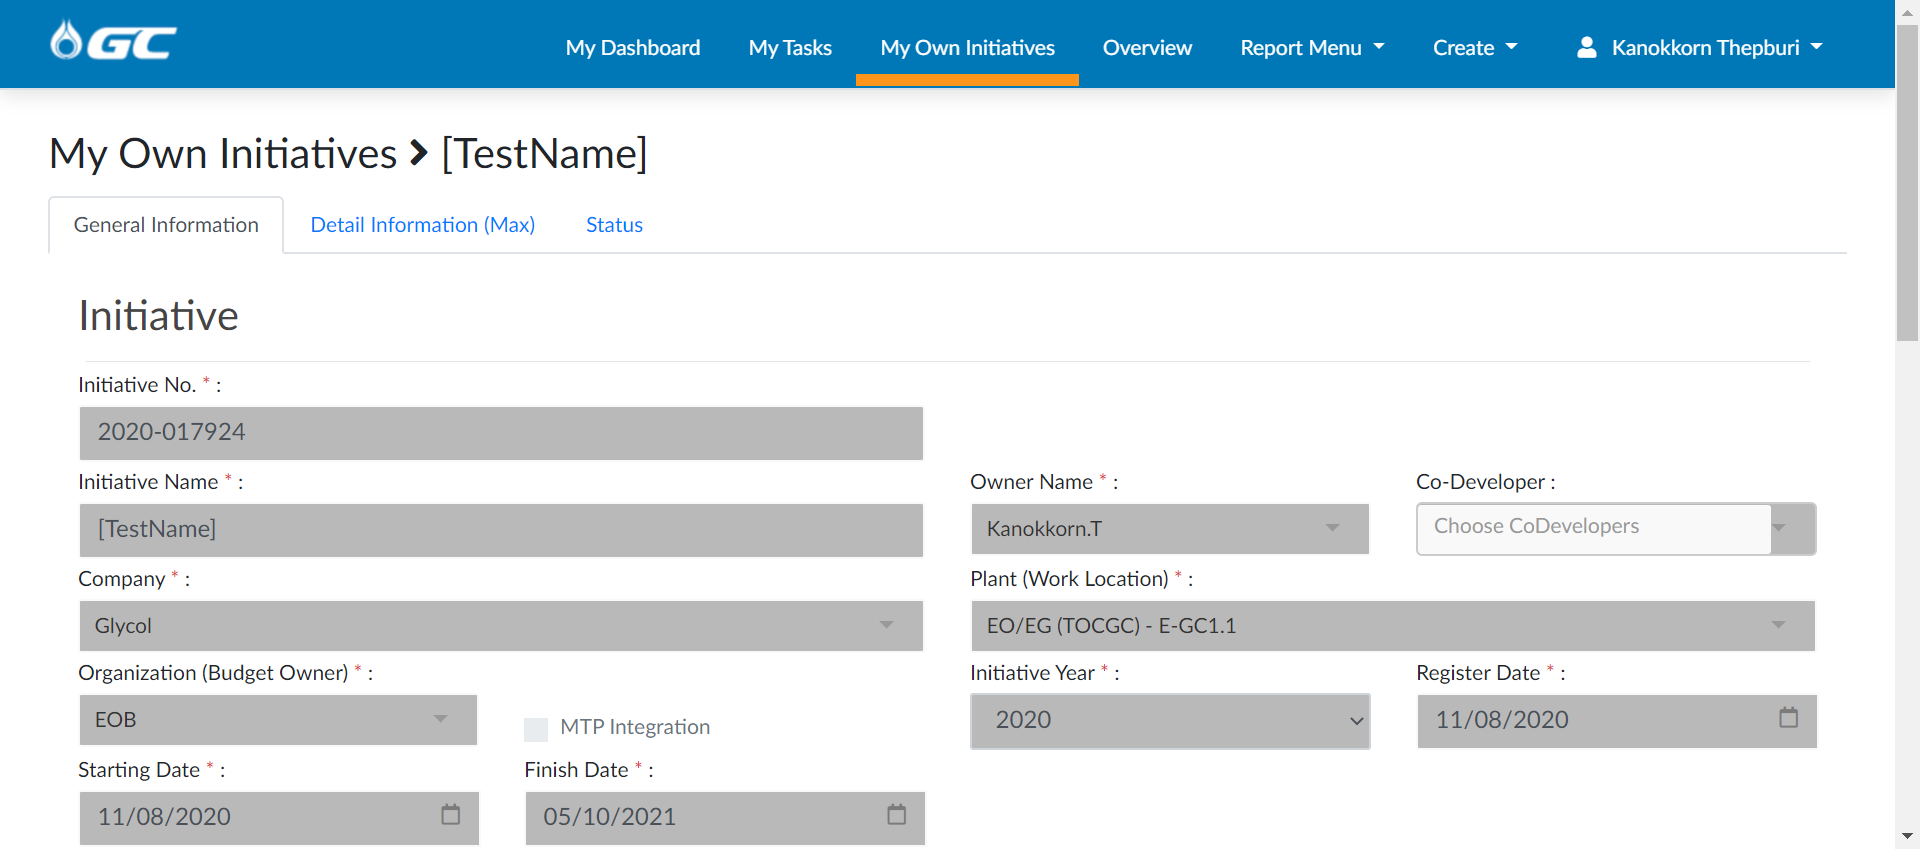 GC
My Dashboard My Tasks My Own Initiatives Overview Report Menu Create Kanokkorn Thepburi
My Own Initiatives > [TestName]
General Information Detail Information (Max) Status
Initiative
Initiative No. * :
2020-017924
Initiative Name * : Owner Name * : Co-Developer :
[TestName] Kanokkorn.T Choose CoDevelopers
Company * : Plant (Work Location) * :
Glycol EO/EG (TOCGC) - E-GC1.1
Organization (Budget Owner) * : Initiative Year * : Register Date * :
EOB MTP Integration 2020 11/08/2020
Starting Date * : Finish Date * :
11/08/2020 05/10/2021